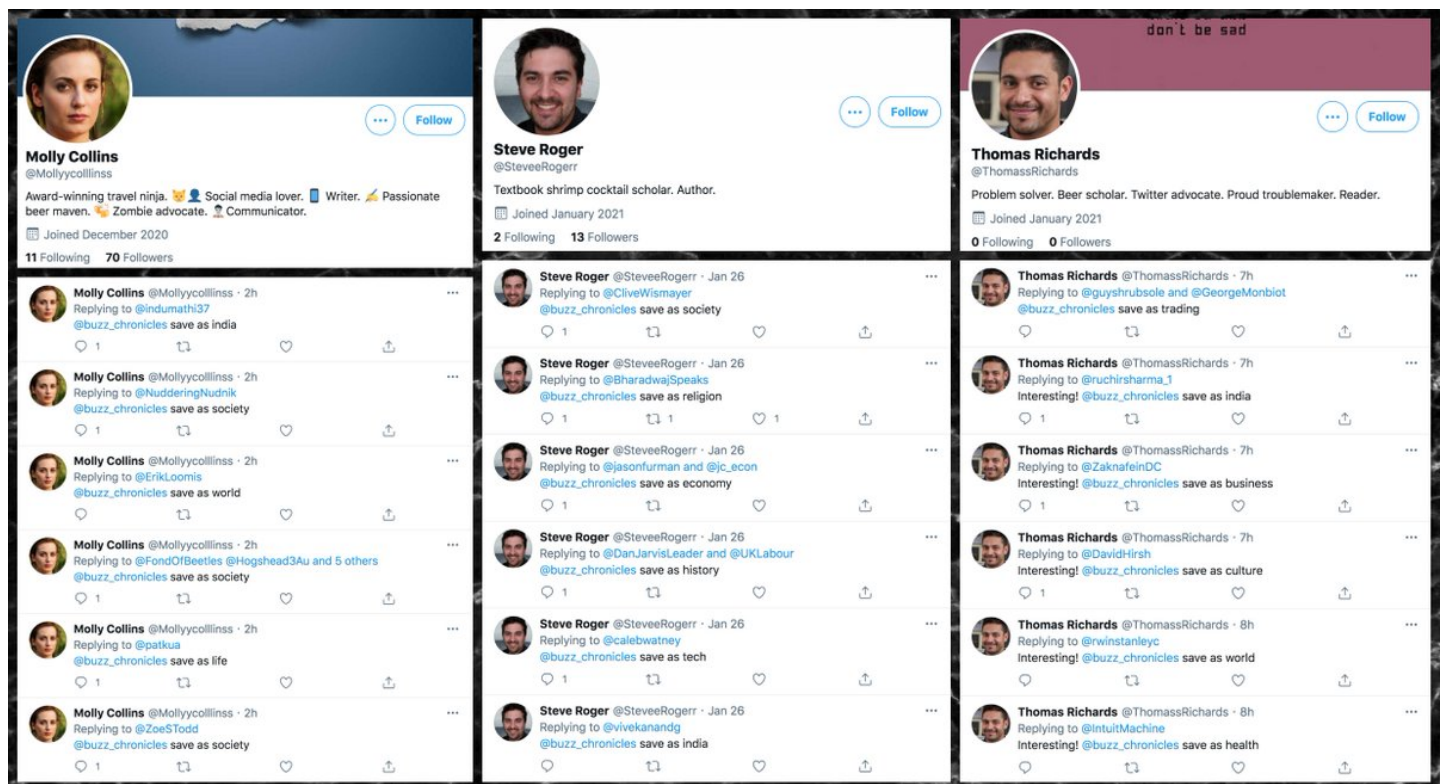 Follow
Molly Collins
@Mollyycolllinss
Award-winning travel ninja. 😼👤 Social media lover. 📱 Writer. ✍️ Passionate
beer maven. 🍻 Zombie advocate. 🧟 Communicator.
Joined December 2020
11 Following 70 Followers
Molly Collins @Mollyycolllinss · 2h
Replying to @indumathi37
@buzz_chronicles save as india
1
Molly Collins @Mollyycolllinss · 2h
Replying to @NudderingNudnik
@buzz_chronicles save as society
1
Molly Collins @Mollyycolllinss · 2h
Replying to @ErikLoomis
@buzz_chronicles save as world
Molly Collins @Mollyycolllinss · 2h
Replying to @FondOfBeetles @Hogshead3Au and 5 others
@buzz_chronicles save as society
1
Molly Collins @Mollyycolllinss · 2h
Replying to @patkua
@buzz_chronicles save as life
1
Molly Collins @Mollyycolllinss · 2h
Replying to @ZoeSTodd
@buzz_chronicles save as society
1
Follow
Steve Roger
@SteveeRogerr
Textbook shrimp cocktail scholar. Author.
Joined January 2021
2 Following 13 Followers
Steve Roger @SteveeRogerr · Jan 26
Replying to @CliveWismayer
@buzz_chronicles save as society
1
Steve Roger @SteveeRogerr · Jan 26
Replying to @BharadwajSpeaks
@buzz_chronicles save as religion
1 1 1
Steve Roger @SteveeRogerr · Jan 26
Replying to @jasonfurman and @jc_econ
@buzz_chronicles save as economy
1
Steve Roger @SteveeRogerr · Jan 26
Replying to @DanJarvisLeader and @UKLabour
@buzz_chronicles save as history
1
Steve Roger @SteveeRogerr · Jan 26
Replying to @calebwatney
@buzz_chronicles save as tech
1
Steve Roger @SteveeRogerr · Jan 26
Replying to @vivekanandg
@buzz_chronicles save as india
don't be sad
Follow
Thomas Richards
@ThomassRichards
Problem solver. Beer scholar. Twitter advocate. Proud troublemaker. Reader.
Joined January 2021
0 Following 0 Followers
Thomas Richards @ThomassRichards · 7h
Replying to @guyshrubsole and @GeorgeMonbiot
@buzz_chronicles save as trading
Thomas Richards @ThomassRichards · 7h
Replying to @ruchirsharma_1
Interesting! @buzz_chronicles save as india
1
Thomas Richards @ThomassRichards · 7h
Replying to @ZaknafeinDC
Interesting! @buzz_chronicles save as business
1
Thomas Richards @ThomassRichards · 7h
Replying to @DavidHirsh
Interesting! @buzz_chronicles save as culture
1
Thomas Richards @ThomassRichards · 8h
Replying to @rwinstanleyc
Interesting! @buzz_chronicles save as world
Thomas Richards @ThomassRichards · 8h
Replying to @IntuitMachine
Interesting! @buzz_chronicles save as health